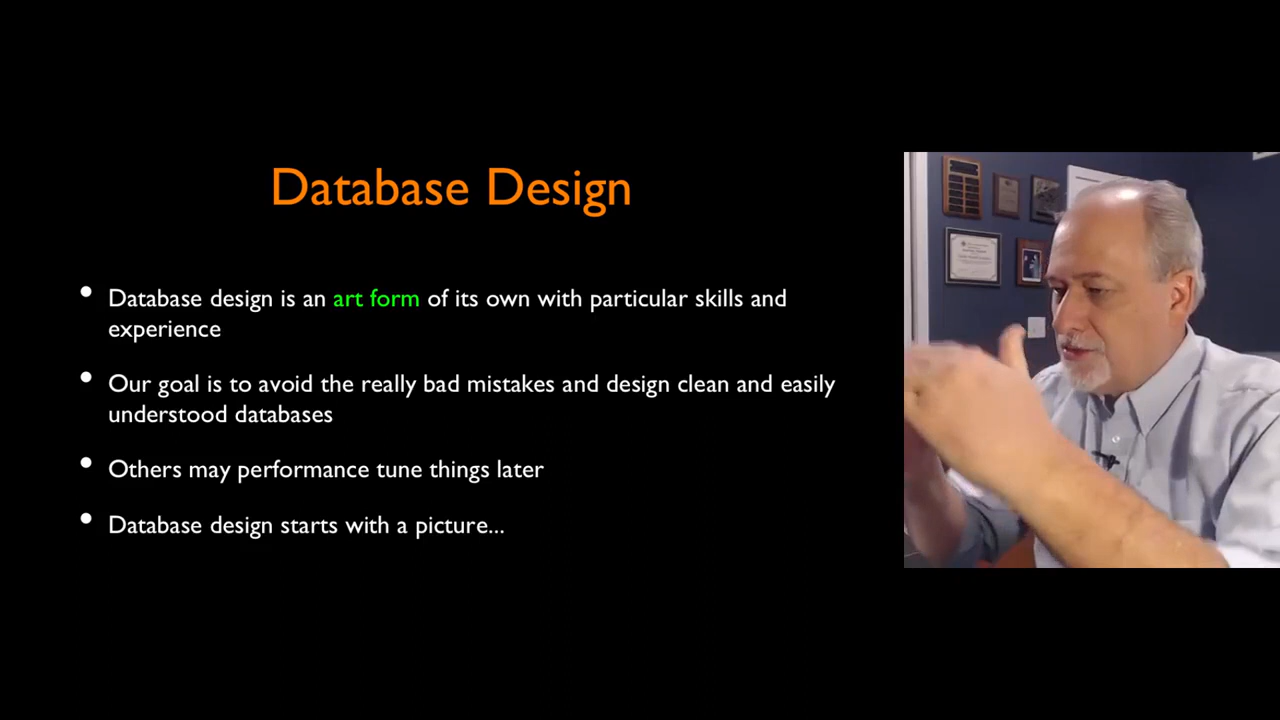 Database Design
• Database design is an art form of its own with particular skills and
experience
• Our goal is to avoid the really bad mistakes and design clean and easily
understood databases
• Others may performance tune things later
• Database design starts with a picture...